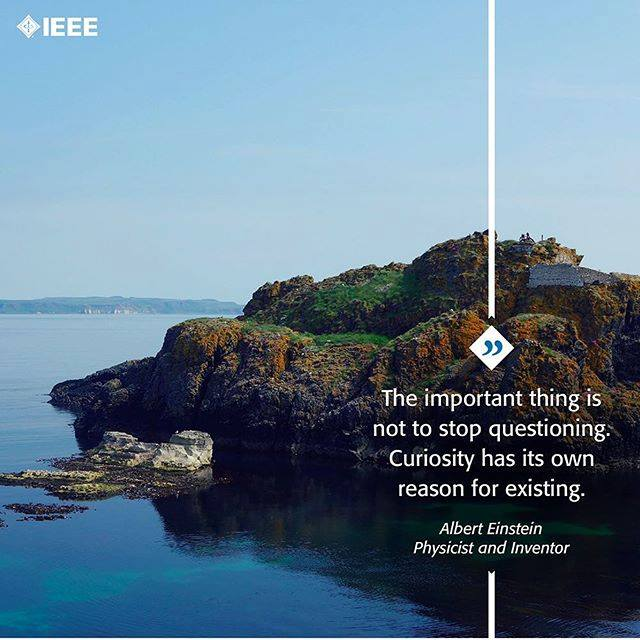 IEEE
The important thing is
not to stop questioning.
Curiosity has its own
reason for existing.
Albert Einstein
Physicist and Inventor